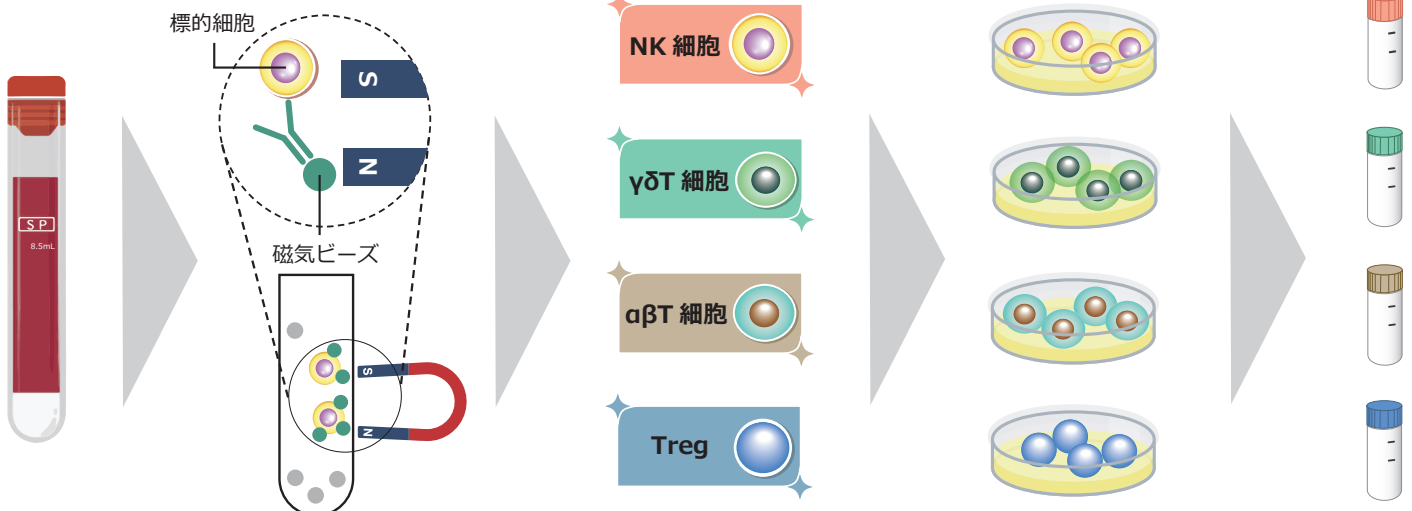 標的細胞
S
N
磁気ビーズ
SP
8.5mL
S
N
NK 細胞
γδT 細胞
αβT 細胞
Treg